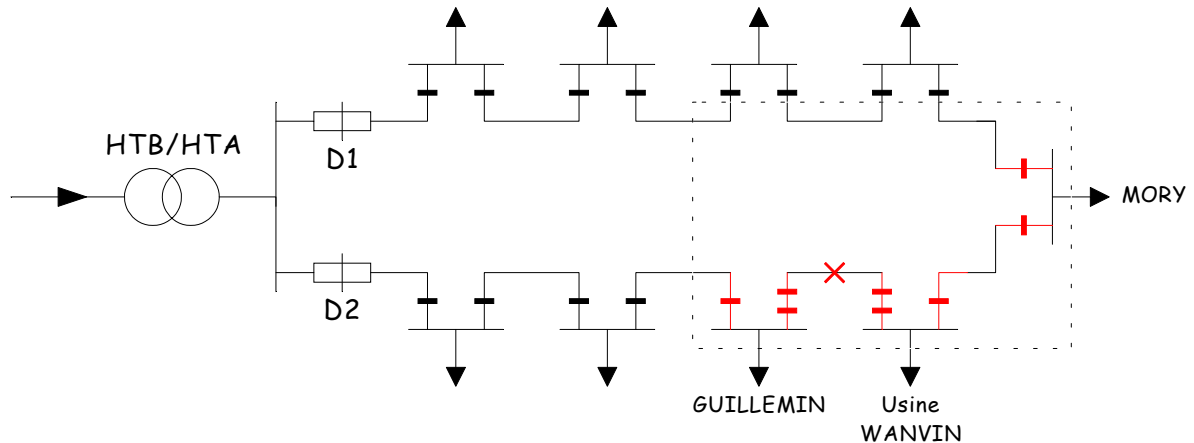 HTB/HTA
D1
MORY
D2
GUILLEMIN
Usine
WANVIN